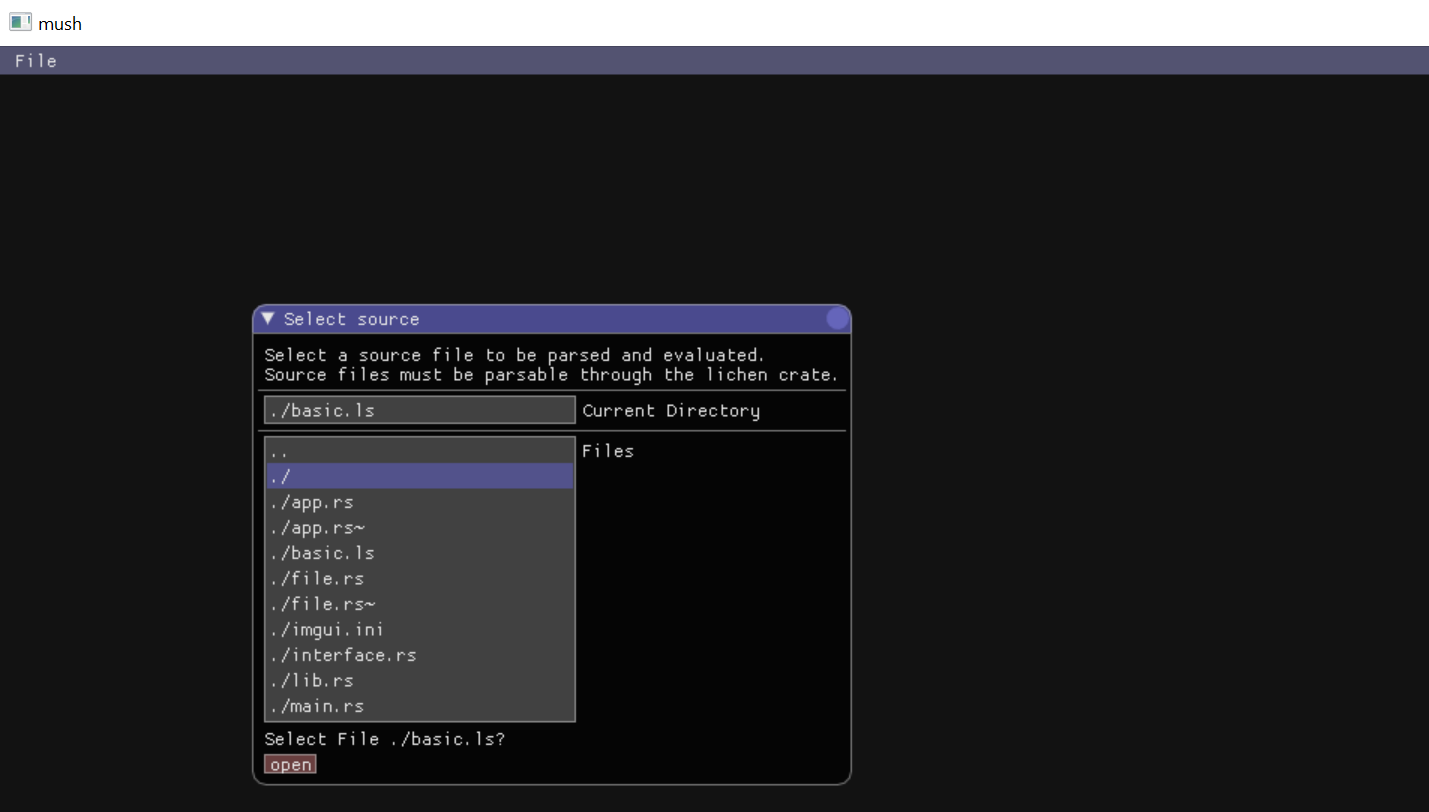 mush
File
Select source
Select a source file to be parsed and evaluated.
Source files must be parsable through the lichen crate.
./basic.ls Current Directory
.. Files
./
./app.rs
./app.rs~
./basic.ls
./file.rs
./file.rs~
./imgui.ini
./interface.rs
./lib.rs
./main.rs
Select File ./basic.ls?
open